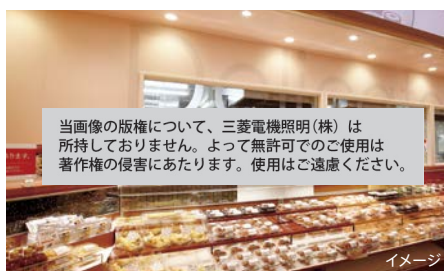 当画像の版権について、三菱電機照明(株)は
所持しておりません。よって無許可でのご使用は
著作権の侵害にあたります。使用はご遠慮ください。
イメージ